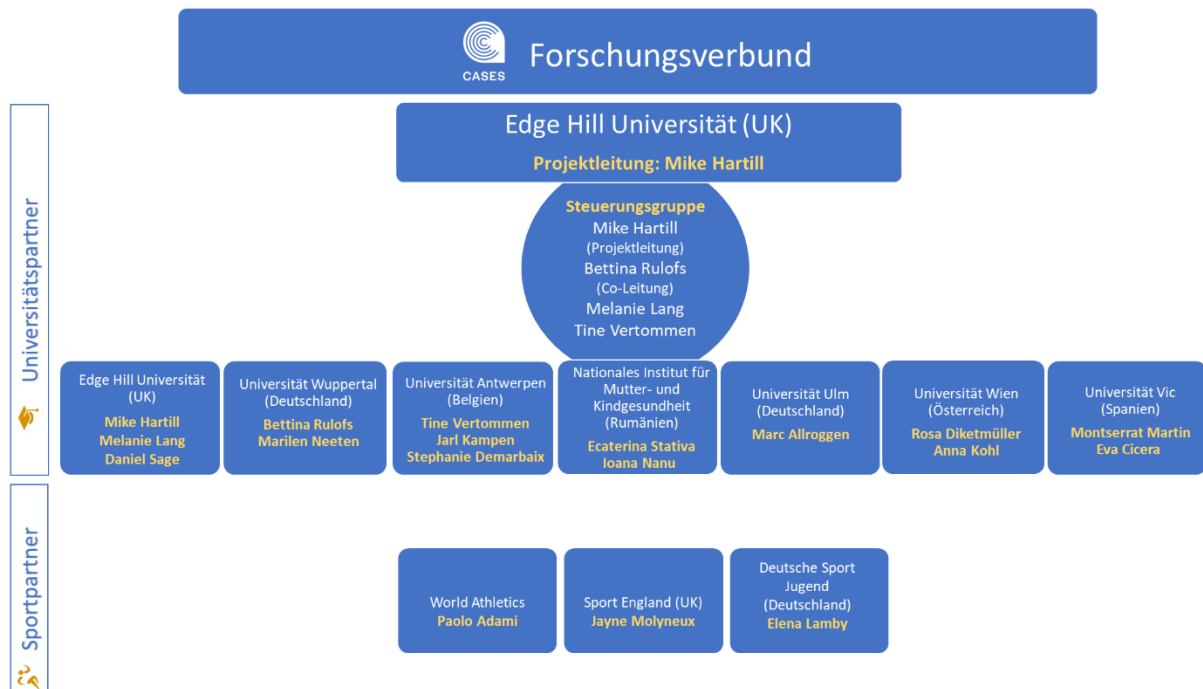 CASES
Forschungsverbund
Edge Hill Universität (UK)
Projektleitung: Mike Hartill
Universitätspartner
Steuerungsgruppe
Mike Hartill
(Projektleitung)
Bettina Rulofs
(Co-Leitung)
Melanie Lang
Tine Vertommen
Edge Hill Universität
(UK)
Mike Hartill
Melanie Lang
Daniel Sage
Universität Wuppertal
(Deutschland)
Bettina Rulofs
Marilen Neeten
Universität Antwerpen
(Belgien)
Tine Vertommen
Jarl Kampen
Stephanie Demarbaix
Nationales Institut für
Mutter- und
Kindgesundheit
(Rumänien)
Ecaterina Stativa
Ioana Nanu
Universität Ulm
(Deutschland)
Marc Allroggen
Universität Wien
(Österreich)
Rosa Diketmüller
Anna Kohl
Universität Vic
(Spanien)
Montserrat Martin
Eva Cicera
Sportpartner
World Athletics
Paolo Adami
Sport England (UK)
Jayne Molyneux
Deutsche Sport
Jugend
(Deutschland)
Elena Lamby